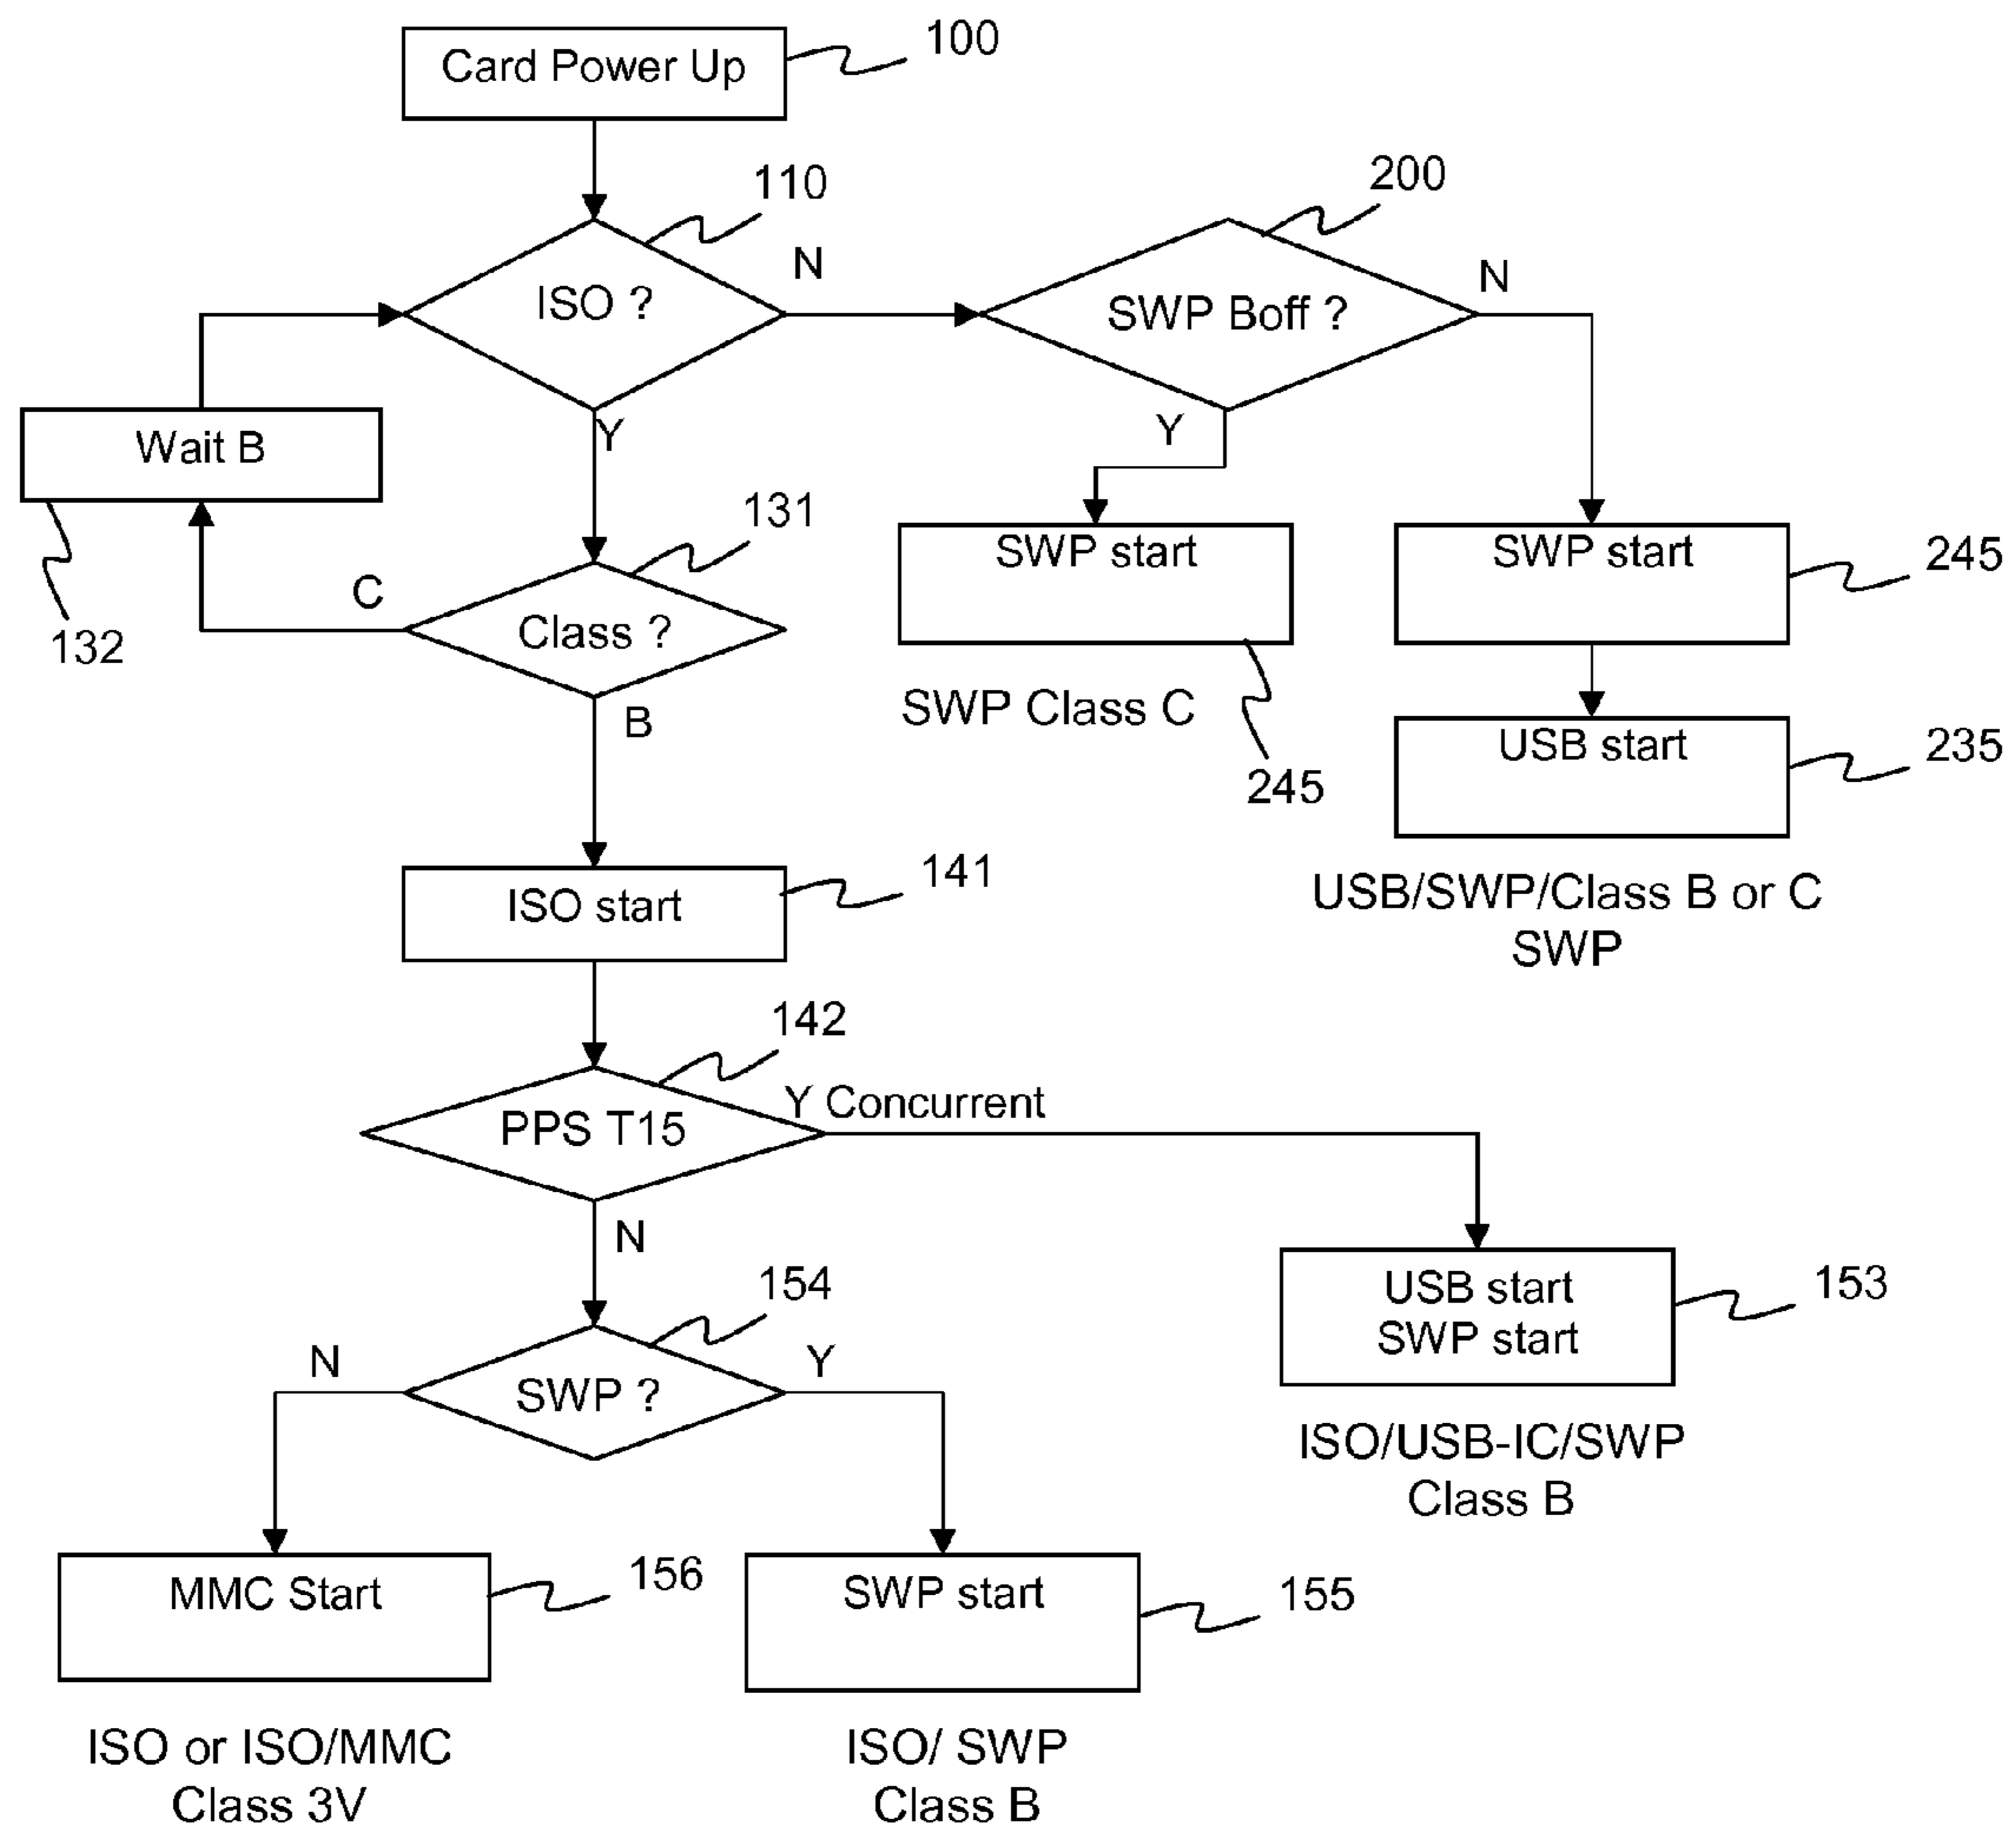 Card Power Up
100
110
200
ISO ?
N
SWP Boff ?
N
Y
Y
Wait B
132
131
Class ?
C
B
SWP start
245
SWP Class C
SWP start
245
USB start
235
USB/SWP/Class B or C
SWP
ISO start
141
142
PPS T15
Y Concurrent
N
USB start
SWP start
153
ISO/USB-IC/SWP
Class B
154
SWP ?
N
Y
MMC Start
156
ISO or ISO/MMC
Class 3V
SWP start
155
ISO/ SWP
Class B